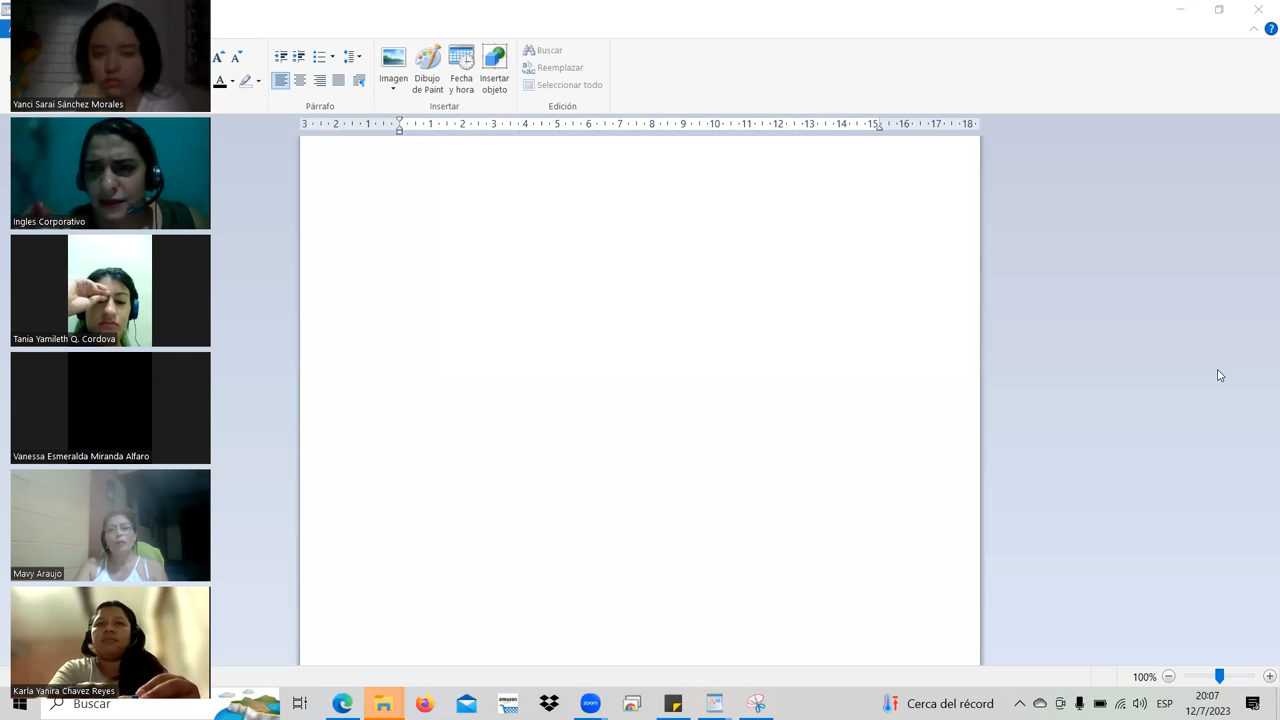 Yanci Sarai Sánchez Morales
Ingles Corporativo
Tania Yamileth Q. Cordova
Vanessa Esmeralda Miranda Alfaro
Mavy Araujo
Karla Yanira Chavez Reyes
A A
A
Párrafo
Imagen
Dibujo
de Paint
Fecha
y hora
Insertar
objeto
Insertar
Buscar
Reemplazar
Seleccionar todo
Edición
3 2 1 1 2 3 4 5 6 7 8 9 10 11 12 13 14 15 16 17 18
100%
Buscar
amazon
zoom
Cerca del récord
ESP
20:07
12/7/2023